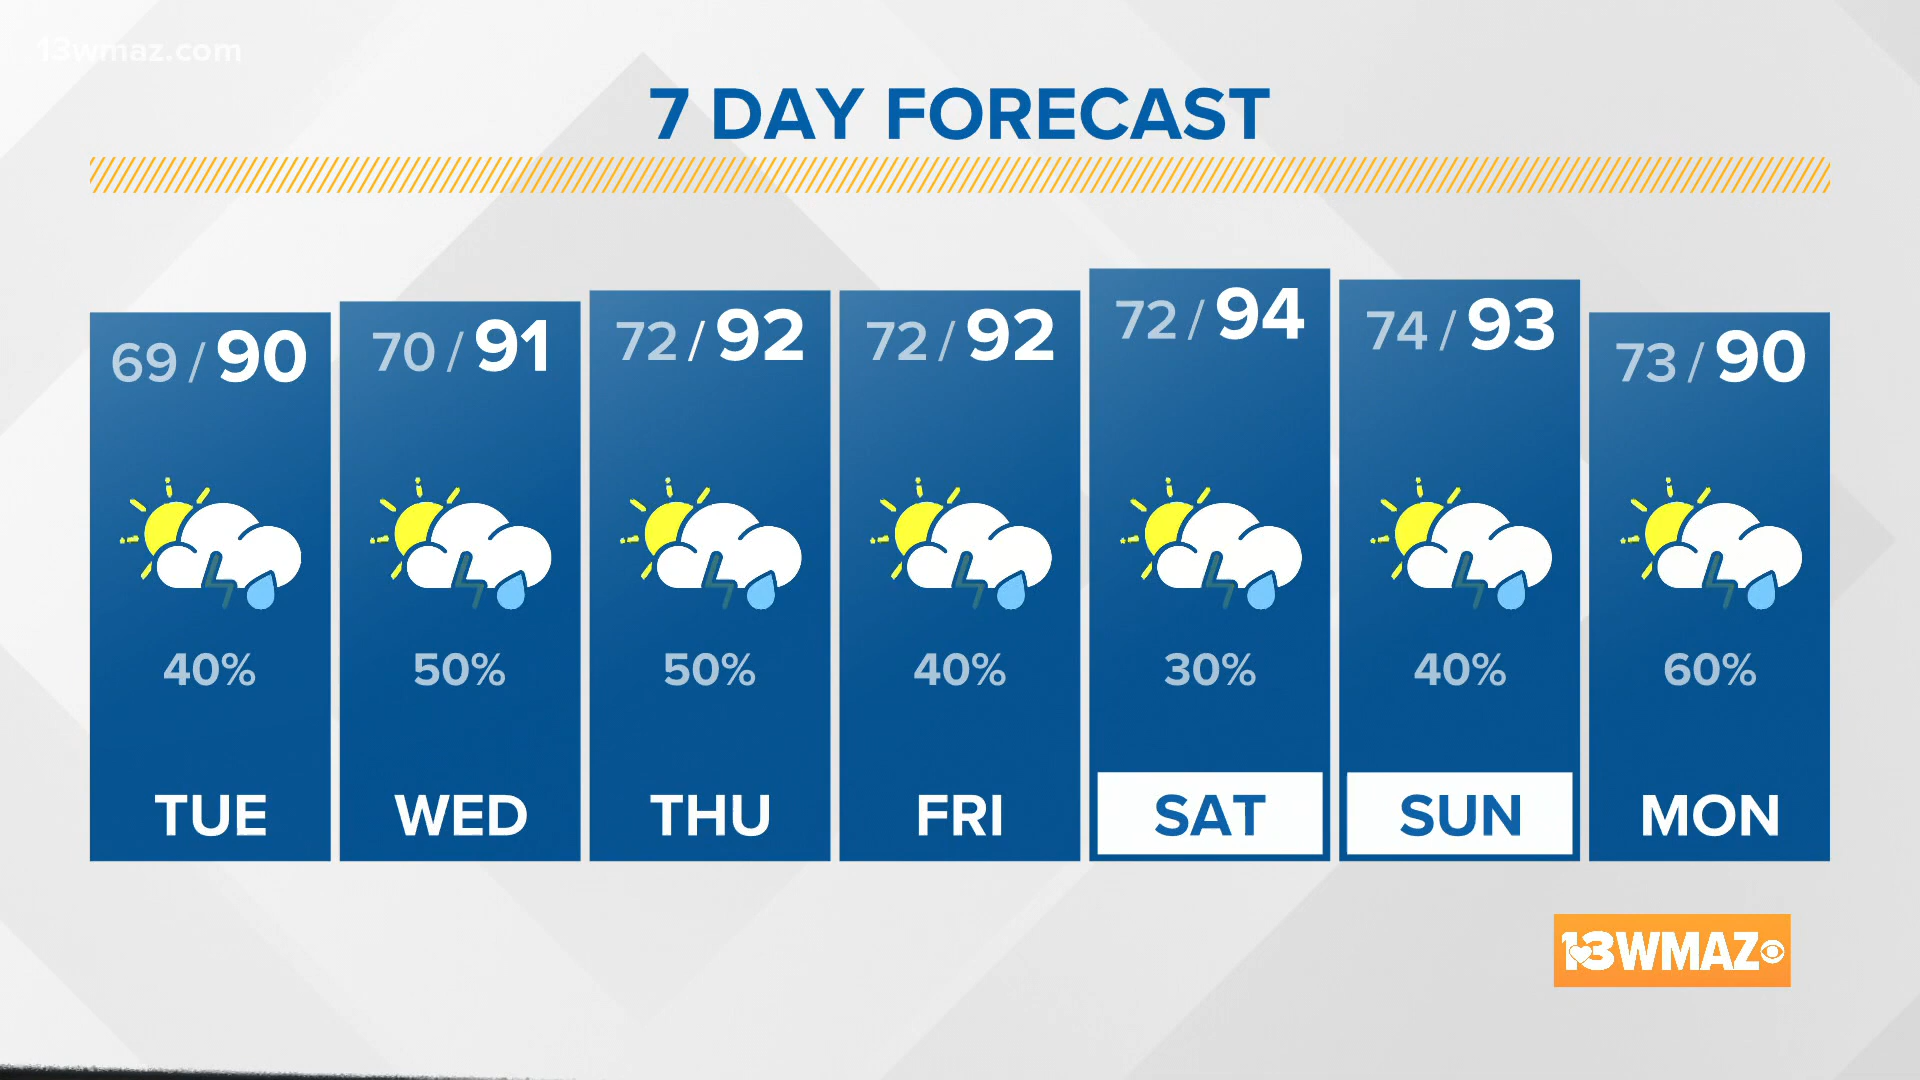 13wmaz.com
7 DAY FORECAST
69 / 90
70 / 91
72 / 92
72 / 92
72 / 94
74 / 93
73 / 90
40%
50%
50%
40%
30%
40%
60%
TUE
WED
THU
FRI
SAT
SUN
MON
13WMAZ